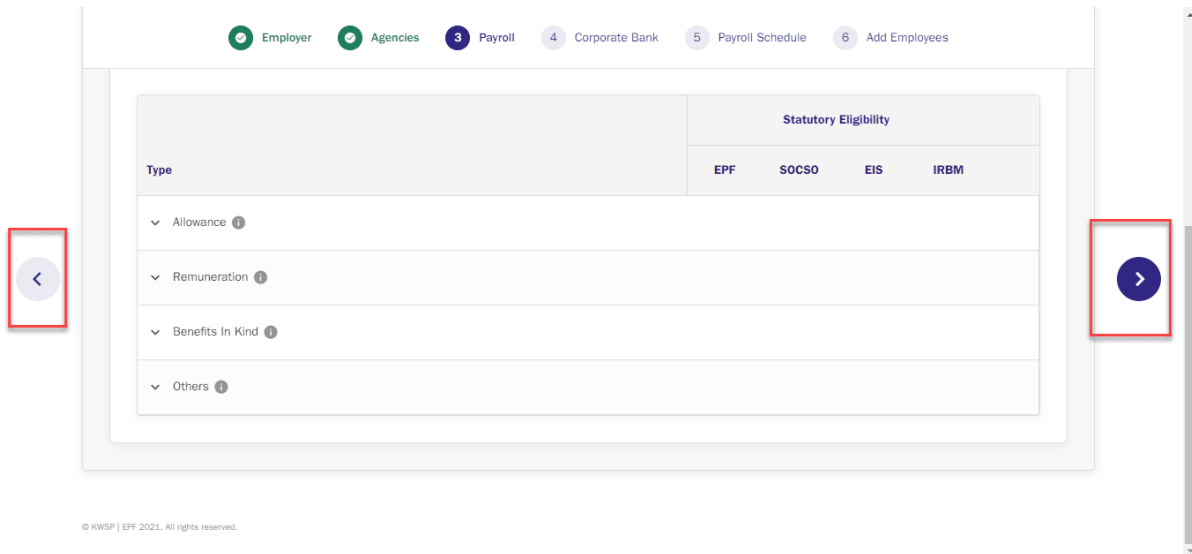 Employer Agencies 3 Payroll 4 Corporate Bank 5 Payroll Schedule 6 Add Employees
Statutory Eligibility
Type EPF SOCSO EIS IRBM
Allowance
Remuneration
Benefits In Kind
Others
© KWSP | EPF 2021. All rights reserved.